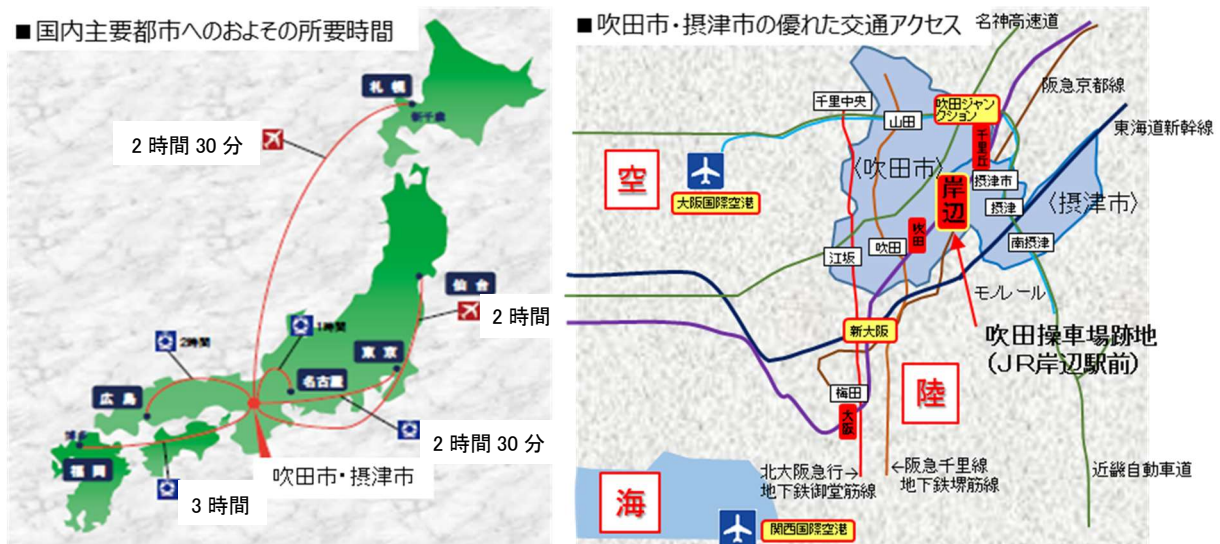 ■国内主要都市へのおよその所要時間
札幌
新千歳
2時間30分
仙台
2時間
1時間
2時間
東京
名古屋
広島
2時間30分
博多
福岡
吹田市・摂津市
3時間
■吹田市・摂津市の優れた交通アクセス
名神高速道
阪急京都線
東海道新幹線
千里中央
吹田ジャン
クション
山田
千里丘
空
〈吹田市〉
摂津市
大阪国際空港
岸辺
摂津
〈摂津市〉
吹田
吹田
南摂津
江坂
モノレール
新大阪
吹田操車場跡地
(JR岸辺駅前)
梅田
陸
大阪
北大阪急行→
地下鉄御堂筋線
←阪急千里線
地下鉄堺筋線
近畿自動車道
海
関西国際空港